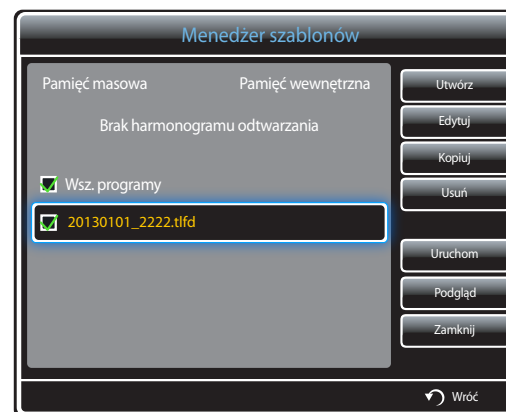 Menedżer szablonów
Pamięć masowa Pamięć wewnętrzna
Brak harmonogramu odtwarzania
Wsz. programy
20130101_2222.tlfd
Utwórz
Edytuj
Kopiuj
Usuń
Uruchom
Podgląd
Zamknij
Wróć